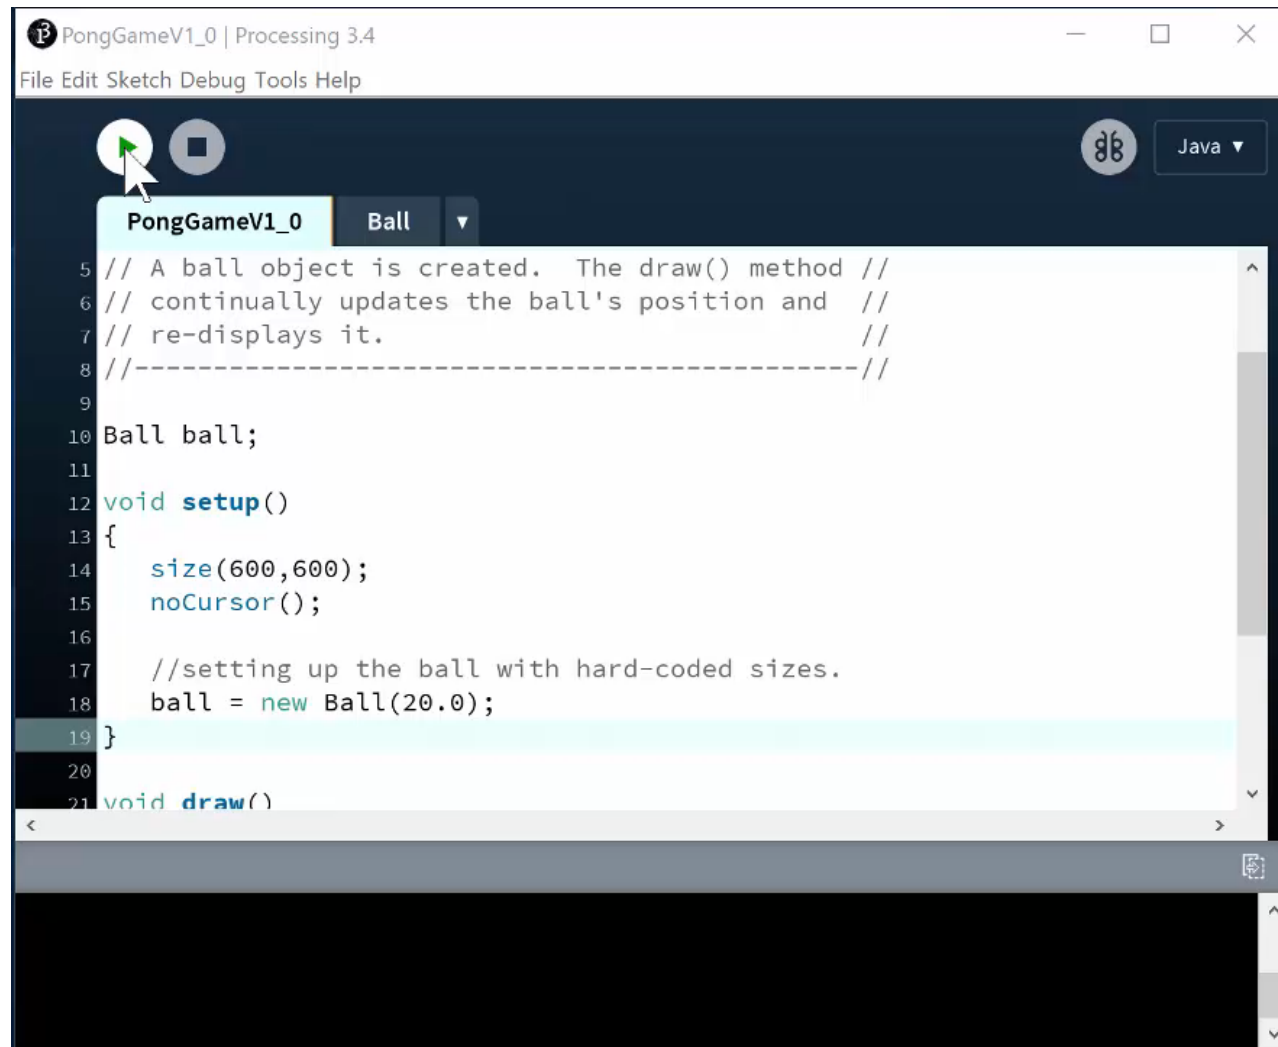 PongGameV1_0 | Processing 3.4
File Edit Sketch Debug Tools Help
Java ▼
PongGameV1_0 Ball ▼
5 // A ball object is created.  The draw() method //
6 // continually updates the ball's position and  //
7 // re-displays it.                              //
8 //----------------------------------------------//
9
10 Ball ball;
11
12 void setup()
13 {
14    size(600,600);
15    noCursor();
16
17    //setting up the ball with hard-coded sizes.
18    ball = new Ball(20.0);
19 }
20
21 void draw()